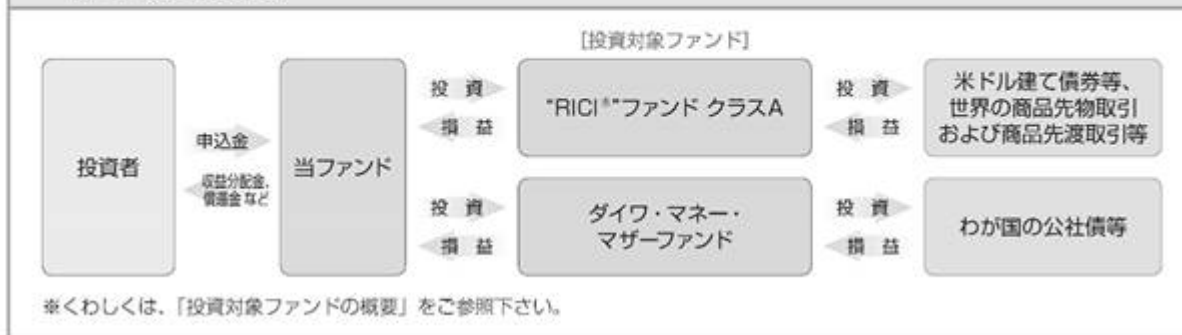 [投資対象ファンド]
投資者
申込金
収益分配金、
償還金 など
当ファンド
投 資
損 益
"RICI®"ファンド クラスA
投 資
損 益
米ドル建て債券等、
世界の商品先物取引
および商品先渡取引等
投 資
損 益
ダイワ・マネー・
マザーファンド
投 資
損 益
わが国の公社債等
※くわしくは、「投資対象ファンドの概要」をご参照下さい。